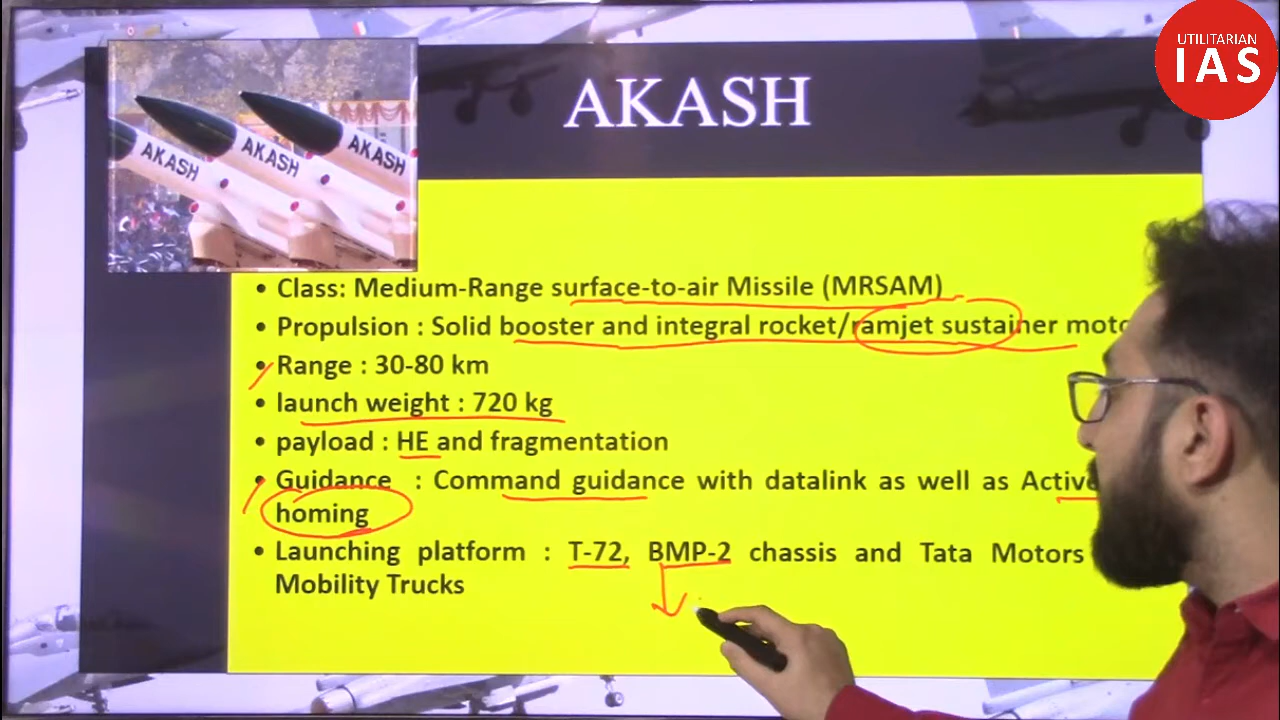 UTILITARIAN
IAS
AKASH
AKASH
AKASH
AKASH
• Class: Medium-Range surface-to-air Missile (MRSAM)
• Propulsion : Solid booster and integral rocket/ramjet sustainer
• Range : 30-80 km
• launch weight : 720 kg
• payload : HE and fragmentation
• Guidance : Command guidance with datalink as well as Active
homing
• Launching platform : T-72, BMP-2 chassis and Tata Motors
Mobility Trucks